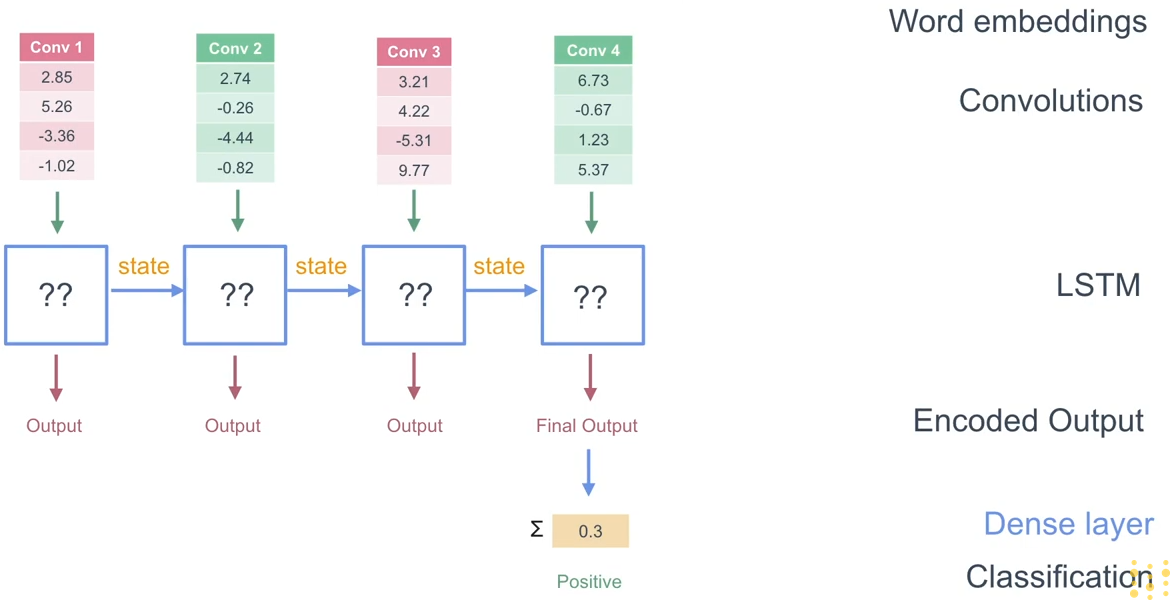 Word embeddings
Conv 1 Conv 2 Conv 3 Conv 4
2.85 2.74 3.21 6.73
5.26 -0.26 4.22 -0.67
-3.36 -4.44 -5.31 1.23
-1.02 -0.82 9.77 5.37
Convolutions
state state state
?? ?? ?? ??
LSTM
Output Output Output Final Output
Encoded Output
Σ 0.3
Dense layer
Positive
Classification